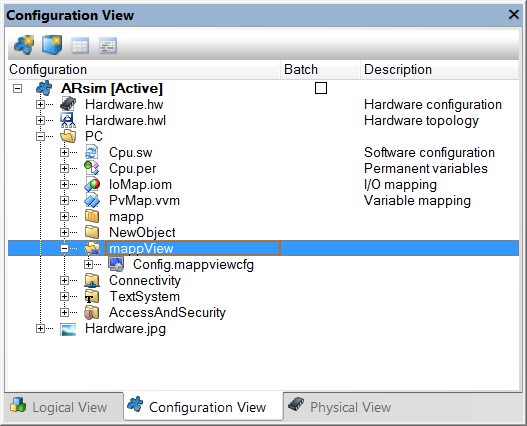 Configuration View
Configuration Batch Description
ARsim [Active]
Hardware.hw Hardware configuration
Hardware.hwl Hardware topology
PC
Cpu.sw Software configuration
Cpu.per Permanent variables
IoMap.iom I/O mapping
PvMap.vvm Variable mapping
mapp
NewObject
mappView
Config.mappviewcfg
Connectivity
TextSystem
AccessAndSecurity
Hardware.jpg
Logical View Configuration View Physical View